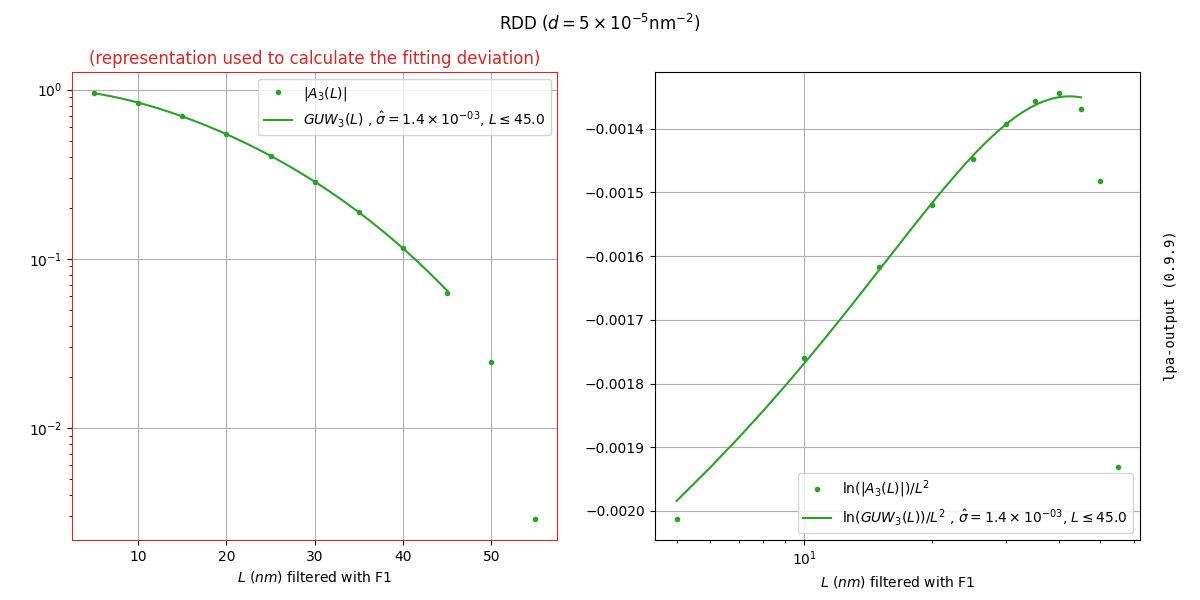 RDD (d = 5 × 10⁻⁵nm⁻²)
(representation used to calculate the fitting deviation)
|A₃(L)|
GUW₃(L) , σ̂ = 1.4 × 10⁻⁰³, L ≤ 45.0
10⁰
10⁻¹
10⁻²
10 20 30 40 50
L (nm) filtered with F1
−0.0014
−0.0015
−0.0016
−0.0017
−0.0018
−0.0019
−0.0020
ln(|A₃(L)|)/L²
ln(GUW₃(L))/L² , σ̂ = 1.4 × 10⁻⁰³, L ≤ 45.0
10¹
L (nm) filtered with F1
lpa-output (0.9.9)